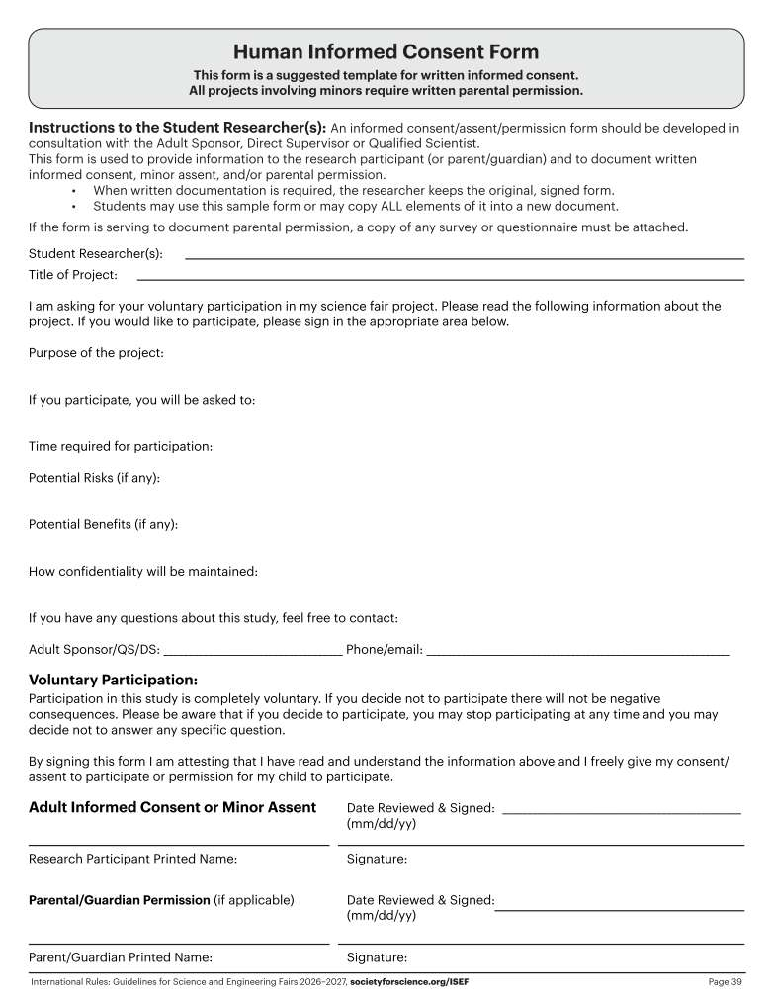 Human Informed Consent Form
This form is a suggested template for written informed consent.
All projects involving minors require written parental permission.
Instructions to the Student Researcher(s): An informed consent/assent/permission form should be developed in
consultation with the Adult Sponsor, Direct Supervisor or Qualified Scientist.
This form is used to provide information to the research participant (or parent/guardian) and to document written
informed consent, minor assent, and/or parental permission.
• When written documentation is required, the researcher keeps the original, signed form.
• Students may use this sample form or may copy ALL elements of it into a new document.
If the form is serving to document parental permission, a copy of any survey or questionnaire must be attached.
Student Researcher(s):
Title of Project:
I am asking for your voluntary participation in my science fair project. Please read the following information about the
project. If you would like to participate, please sign in the appropriate area below.
Purpose of the project:
If you participate, you will be asked to:
Time required for participation:
Potential Risks (if any):
Potential Benefits (if any):
How confidentiality will be maintained:
If you have any questions about this study, feel free to contact:
Adult Sponsor/QS/DS: ____ Phone/email: ____
Voluntary Participation:
Participation in this study is completely voluntary. If you decide not to participate there will not be negative
consequences. Please be aware that if you decide to participate, you may stop participating at any time and you may
decide not to answer any specific question.
By signing this form I am attesting that I have read and understand the information above and I freely give my consent/
assent to participate or permission for my child to participate.
Adult Informed Consent or Minor Assent Date Reviewed & Signed: ____
(mm/dd/yy)
Research Participant Printed Name: Signature:
Parental/Guardian Permission (if applicable) Date Reviewed & Signed:
(mm/dd/yy)
Parent/Guardian Printed Name: Signature:
International Rules: Guidelines for Science and Engineering Fairs 2026–2027, societyforscience.org/ISEF Page 39